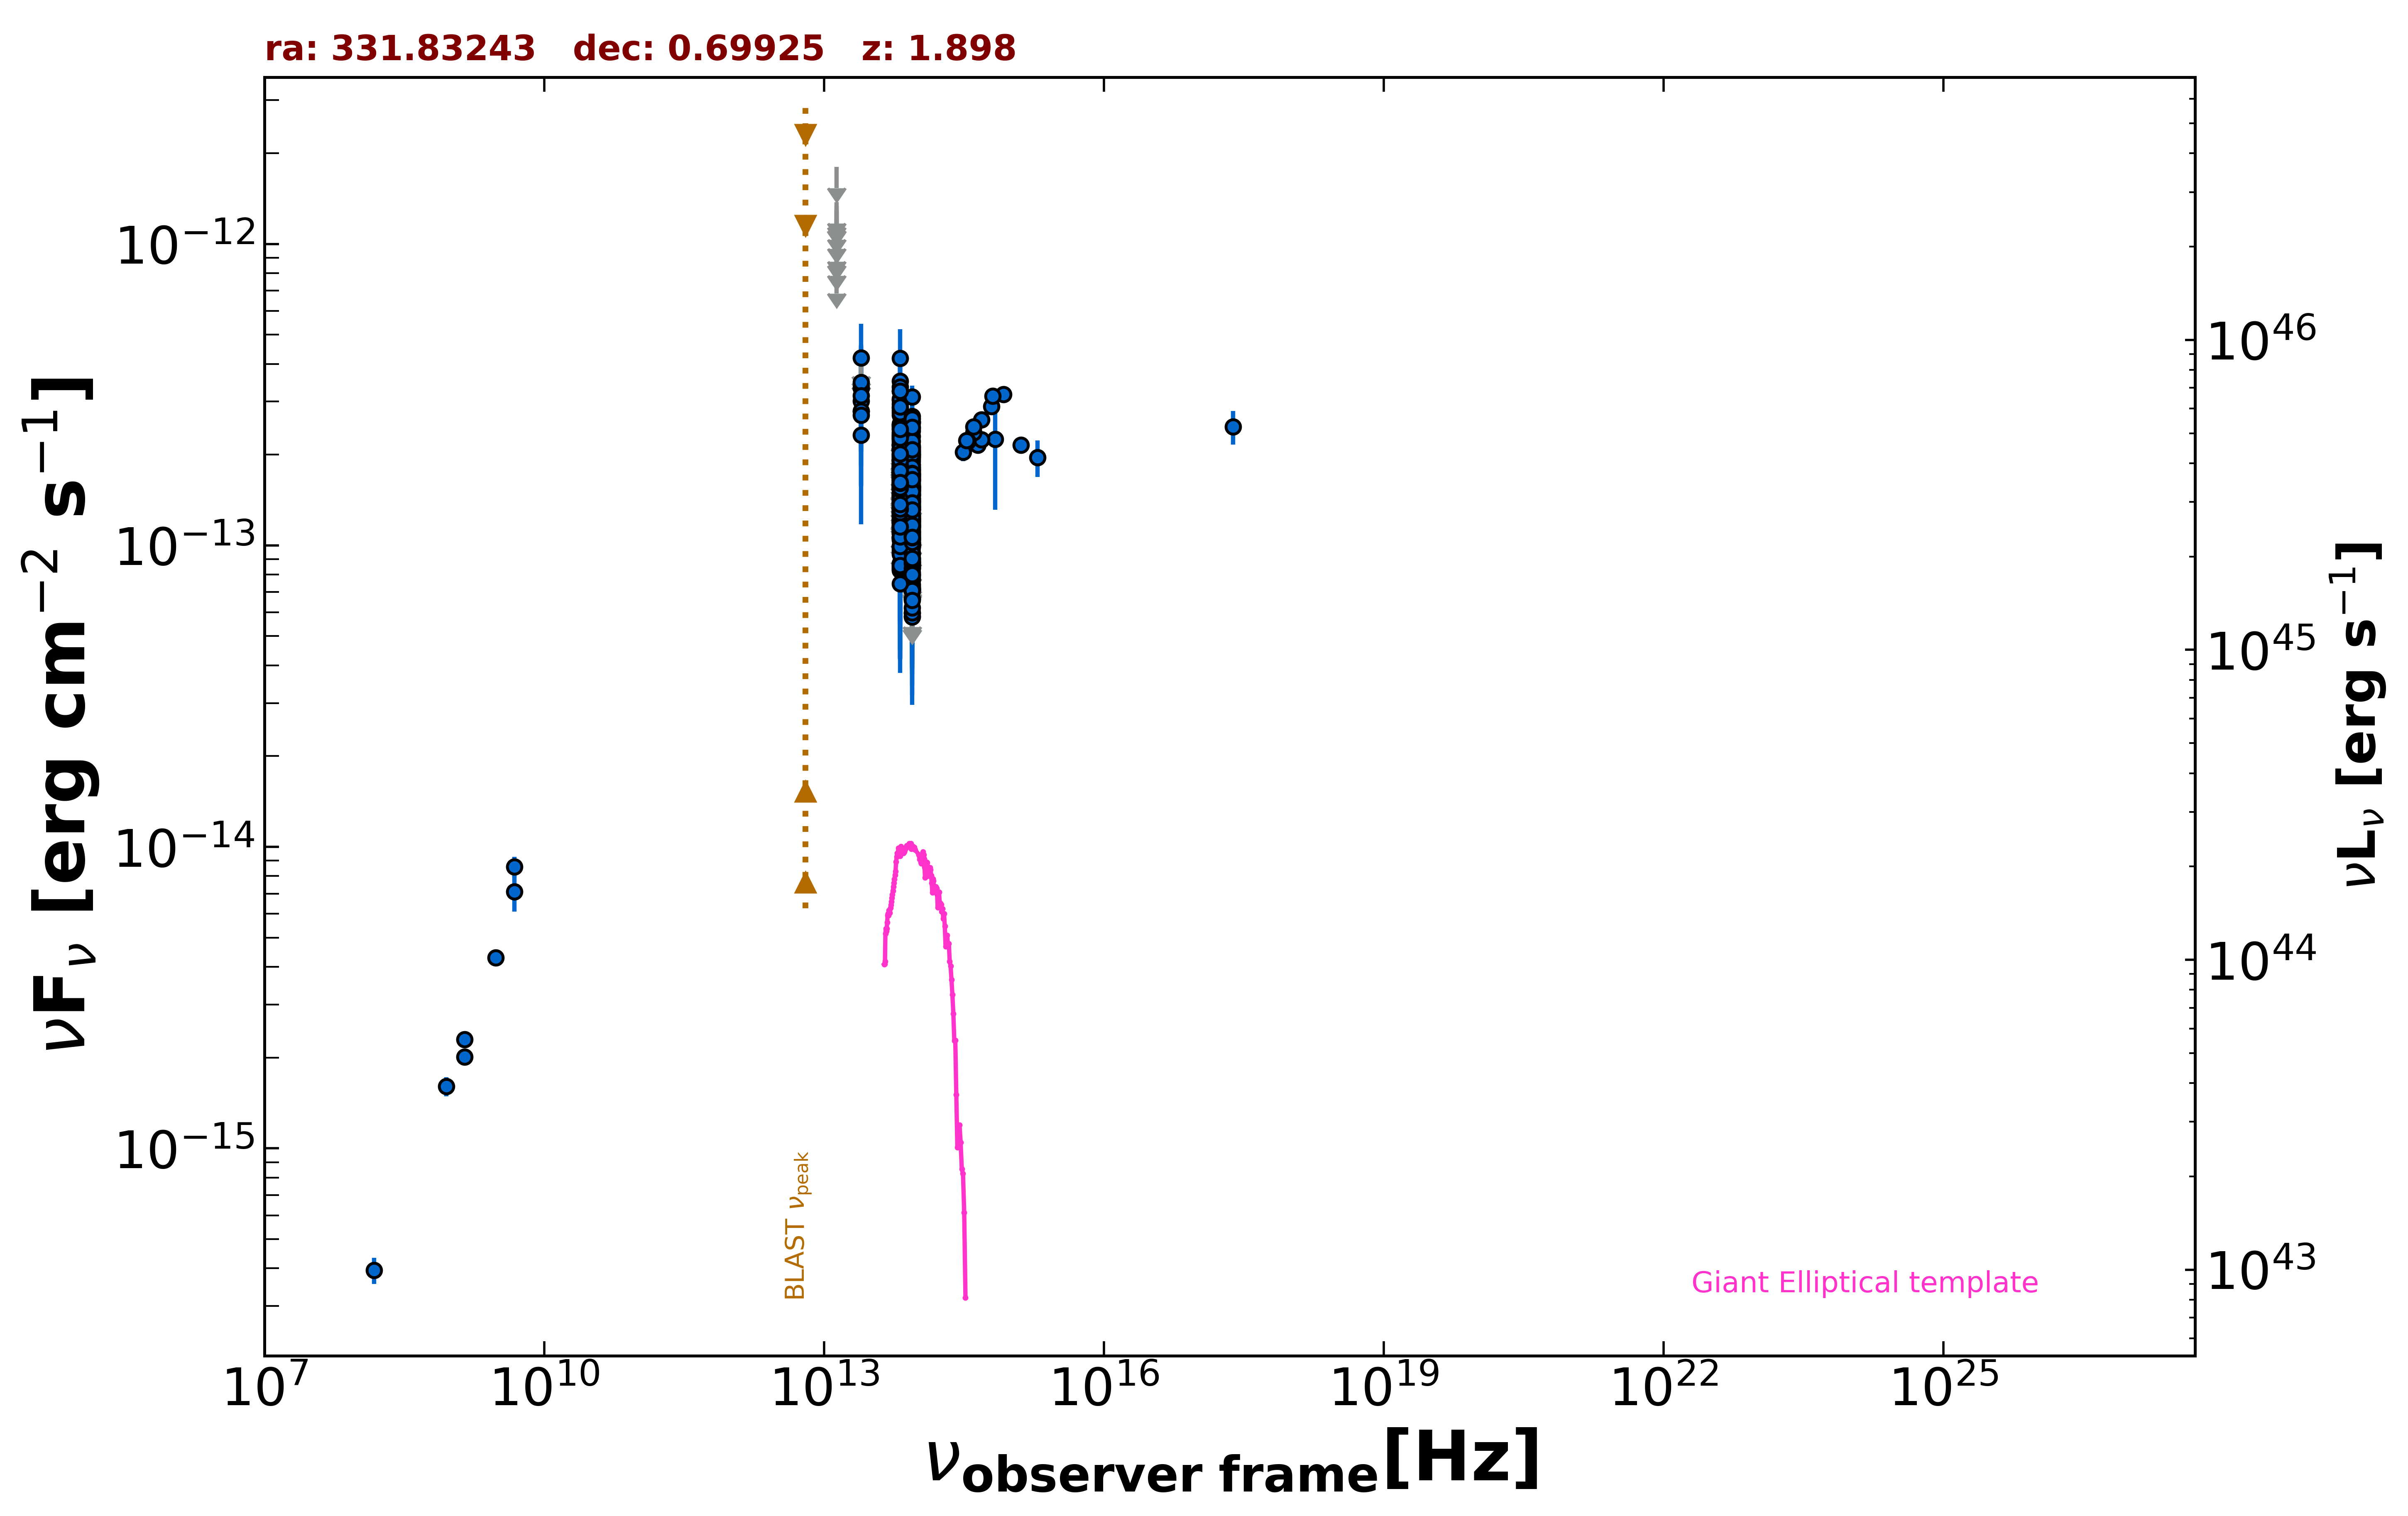 ra: 331.83243   dec: 0.69925   z: 1.898
νF_ν [erg cm⁻² s⁻¹]
10⁻¹²
10⁻¹³
10⁻¹⁴
10⁻¹⁵
10⁴⁶
10⁴⁵
10⁴⁴
10⁴³
νL_ν [erg s⁻¹]
BLAST ν_peak
Giant Elliptical template
10⁷ 10¹⁰ 10¹³ 10¹⁶ 10¹⁹ 10²² 10²⁵
ν_observer frame [Hz]